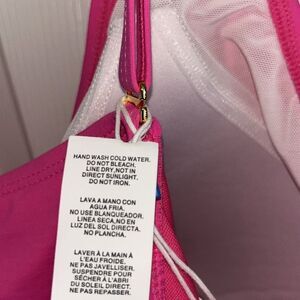 HAND WASH COLD WATER.
DO NOT BLEACH.
LINE DRY,NOT IN
DIRECT SUNLIGHT.
DO NOT IRON.
LAVA A MANO CON
AGUA FRIA.
NO USE BLANQUEADOR.
LINEA SECA,NO EN
LUZ DEL SOL DIRECTA.
NO PLANCHA.
LAVER À LA MAIN À
L'EAU FROIDE.
NE PAS JAVELLISER.
SUSPENDRE POUR
SÉCHER À L'ABRI
DU SOLEIL DIRECT.
NE PAS REPASSER.